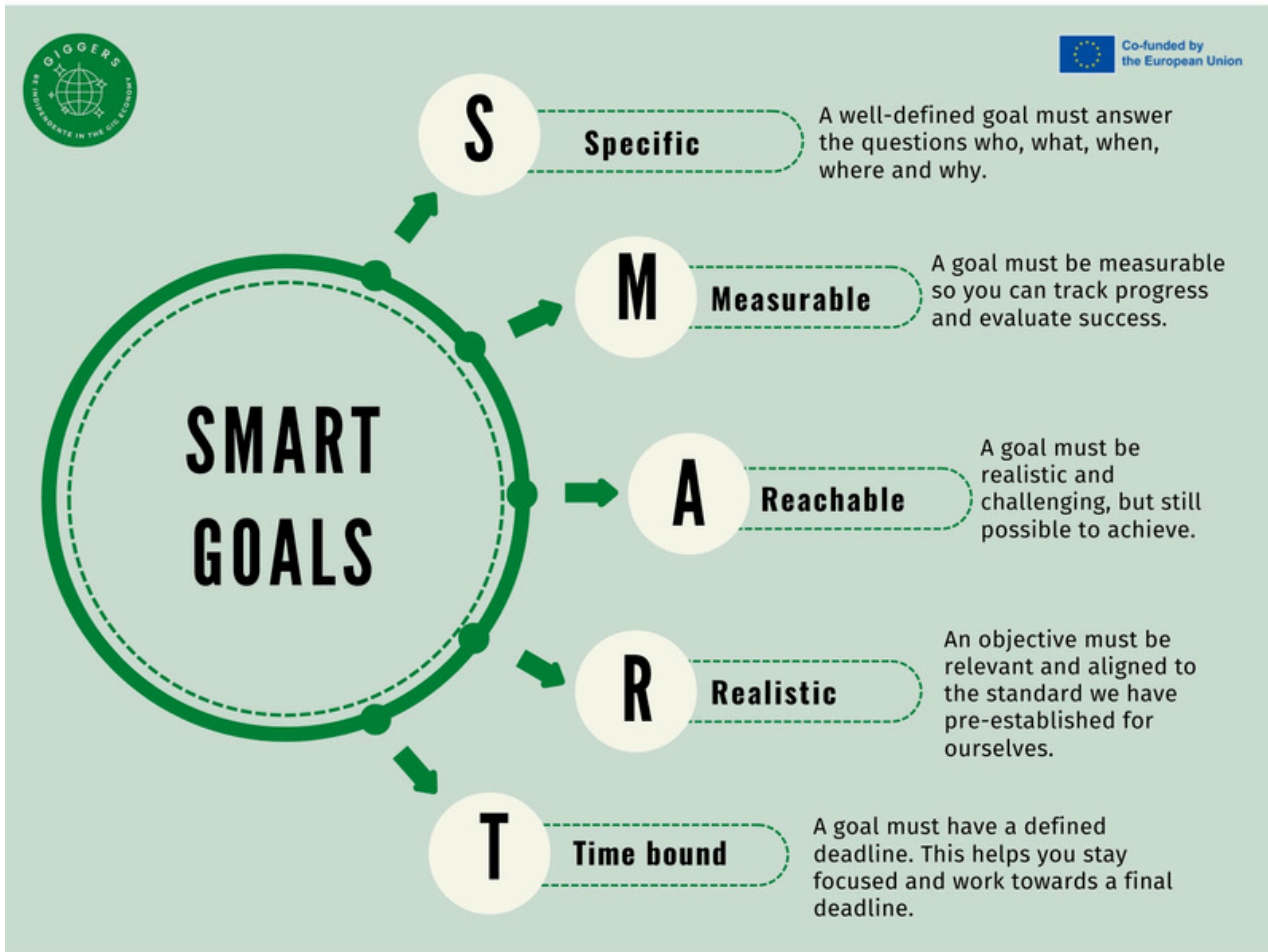 GIGGERS
BE INDIPENDENTE IN THE GIG ECONOMY
Co-funded by
the European Union
SMART
GOALS
S
Specific
A well-defined goal must answer
the questions who, what, when,
where and why.
M
Measurable
A goal must be measurable
so you can track progress
and evaluate success.
A
Reachable
A goal must be
realistic and
challenging, but still
possible to achieve.
R
Realistic
An objective must be
relevant and aligned to
the standard we have
pre-established for
ourselves.
T
Time bound
A goal must have a defined
deadline. This helps you stay
focused and work towards a final
deadline.